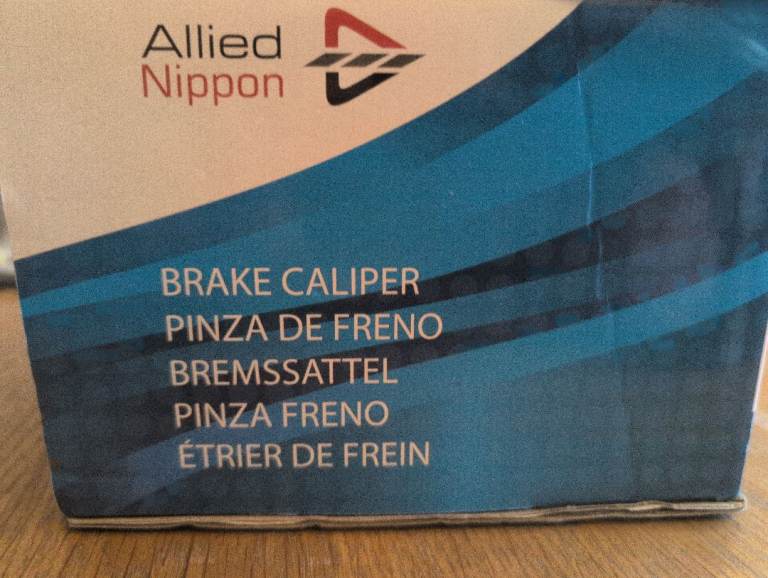 Allied
Nippon
BRAKE CALIPER
PINZA DE FRENO
BREMSSATTEL
PINZA FRENO
ÉTRIER DE FREIN